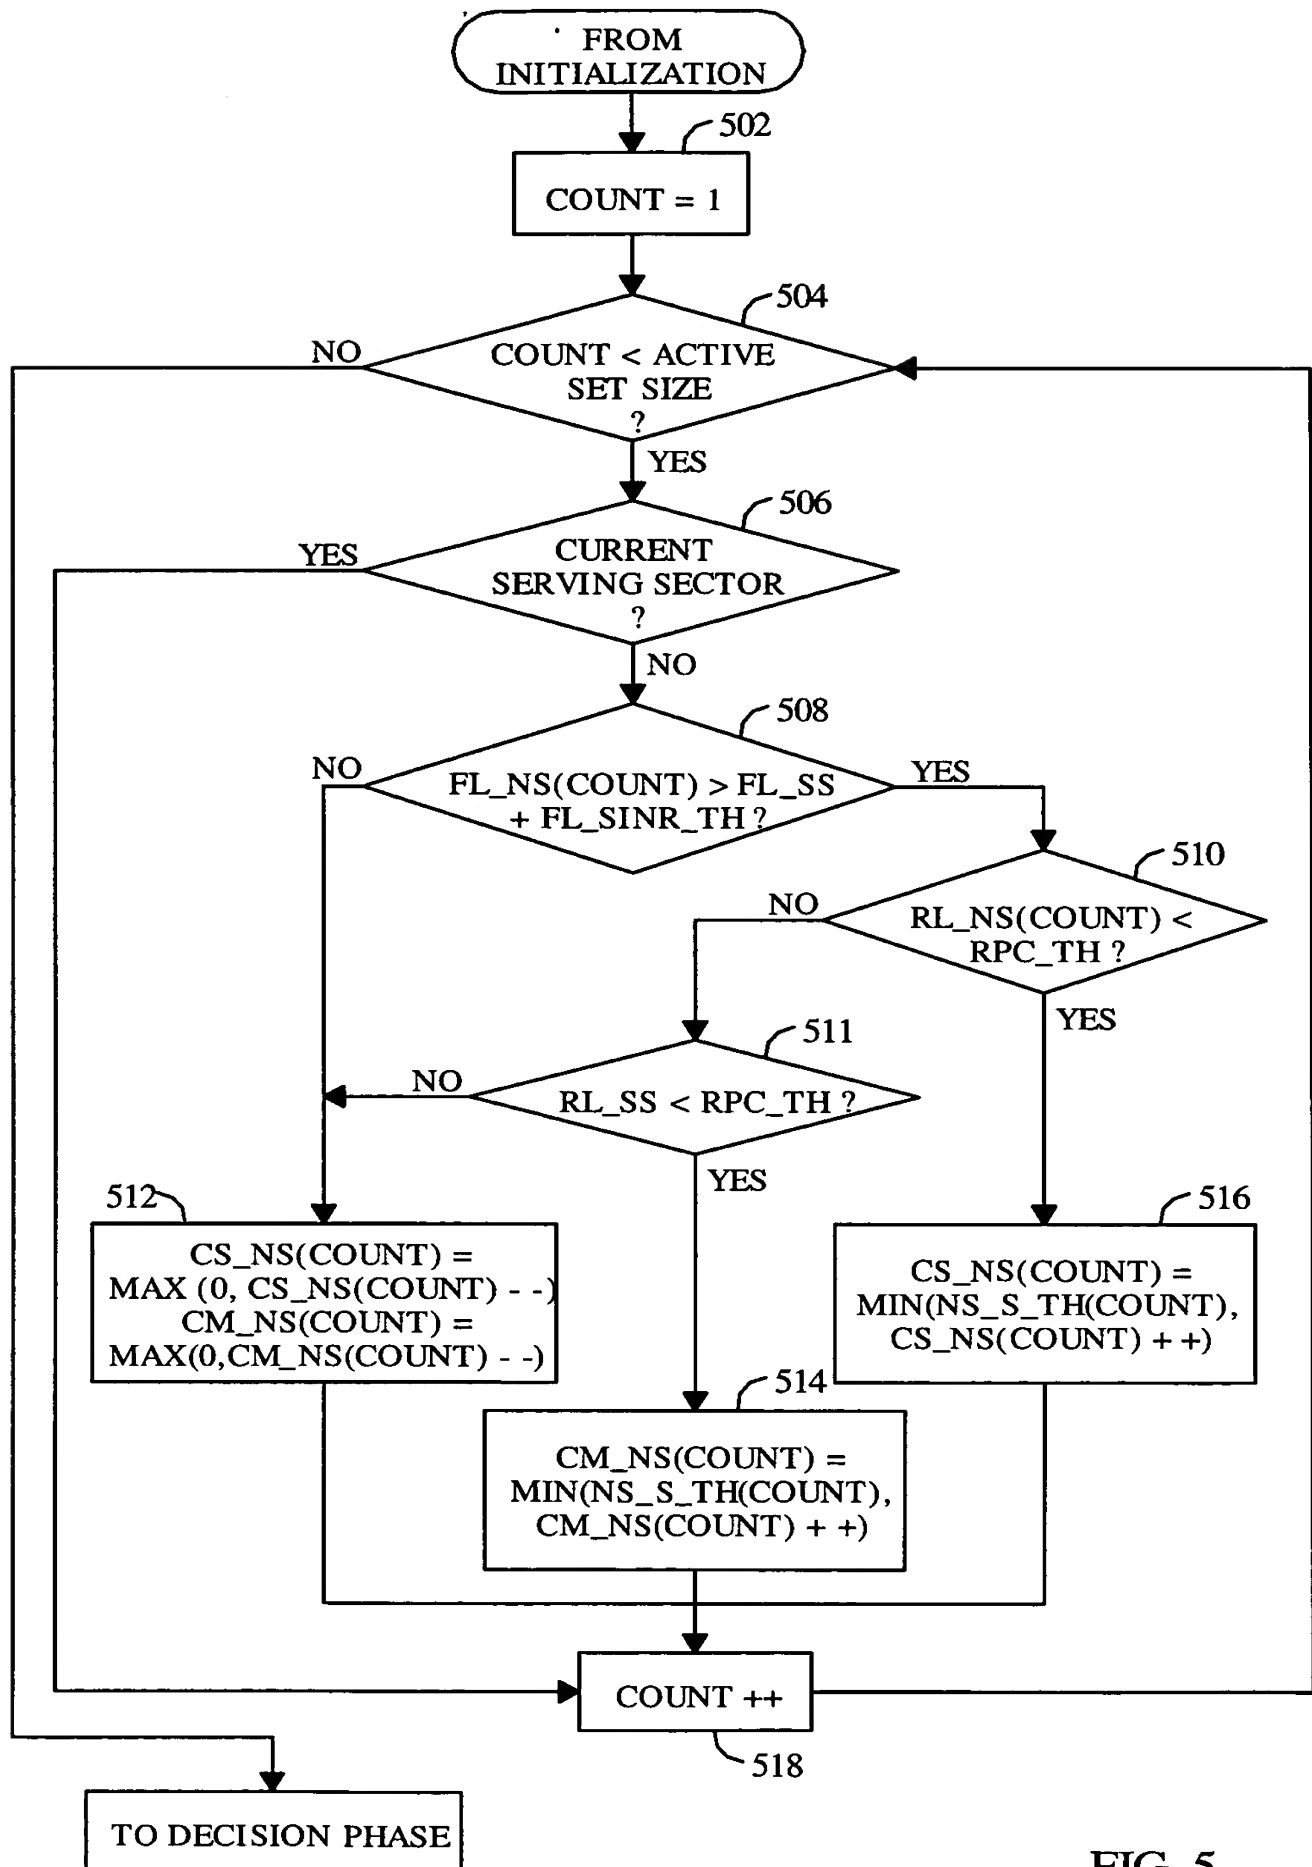 FROM
INITIALIZATION
502
COUNT = 1
504
NO
COUNT < ACTIVE
SET SIZE
?
YES
506
YES
CURRENT
SERVING SECTOR
?
NO
508
NO
FL_NS(COUNT) > FL_SS
+ FL_SINR_TH ?
YES
510
NO
RL_NS(COUNT) <
RPC_TH ?
YES
511
NO
RL_SS < RPC_TH ?
YES
512
CS_NS(COUNT) =
MAX (0, CS_NS(COUNT) - -)
CM_NS(COUNT) =
MAX(0,CM_NS(COUNT) - -)
516
CS_NS(COUNT) =
MIN(NS_S_TH(COUNT),
CS_NS(COUNT) + +)
514
CM_NS(COUNT) =
MIN(NS_S_TH(COUNT),
CM_NS(COUNT) + +)
COUNT ++
518
TO DECISION PHASE
FIG. 5